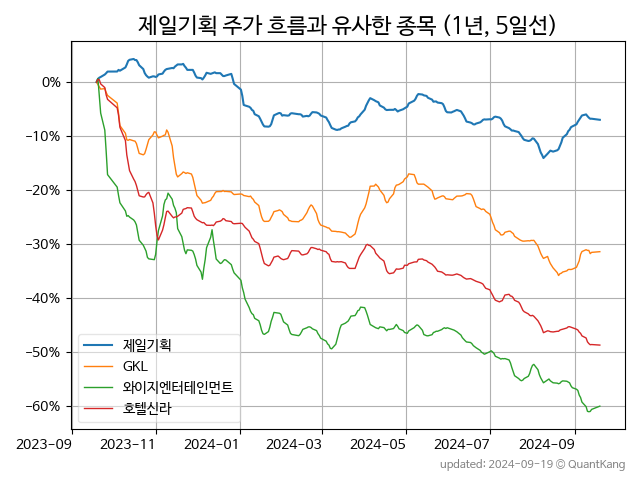 제일기획 주가 흐름과 유사한 종목 (1년, 5일선)
0%
−10%
−20%
−30%
−40%
−50%
−60%
제일기획
GKL
와이지엔터테인먼트
호텔신라
2023-09 2023-11 2024-01 2024-03 2024-05 2024-07 2024-09
updated: 2024-09-19 © QuantKang